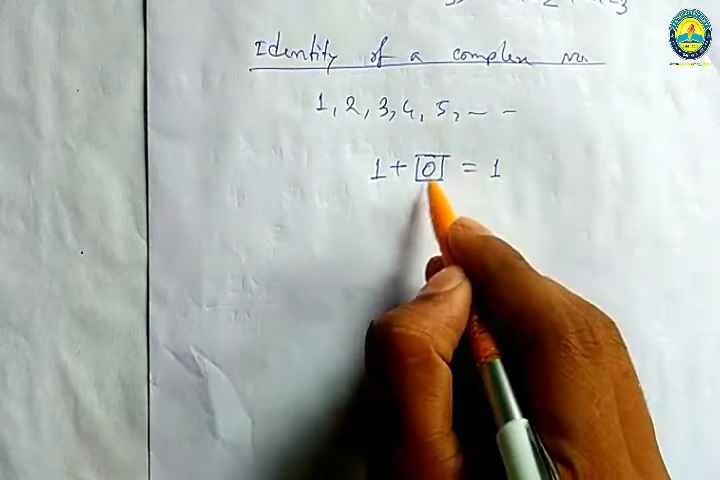 Identity of a complex no.
1, 2, 3, 4, 5, — –
1 + 0 = 1